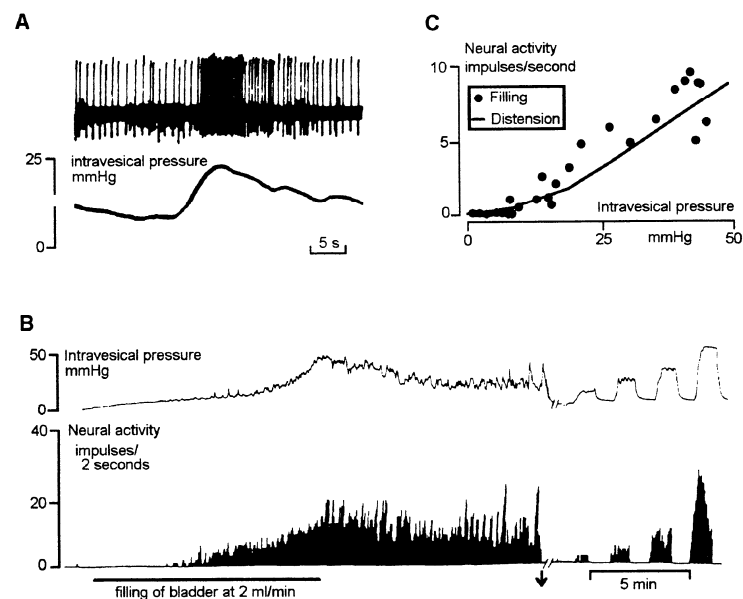 A
25
intravesical pressure
mmHg
0
5 s
C
Neural activity
impulses/second
10
5
0
Filling
Distension
Intravesical pressure
0
25
mmHg
50
B
50
Intravesical pressure
mmHg
0
40
Neural activity
impulses/
2 seconds
20
0
filling of bladder at 2 ml/min
5 min